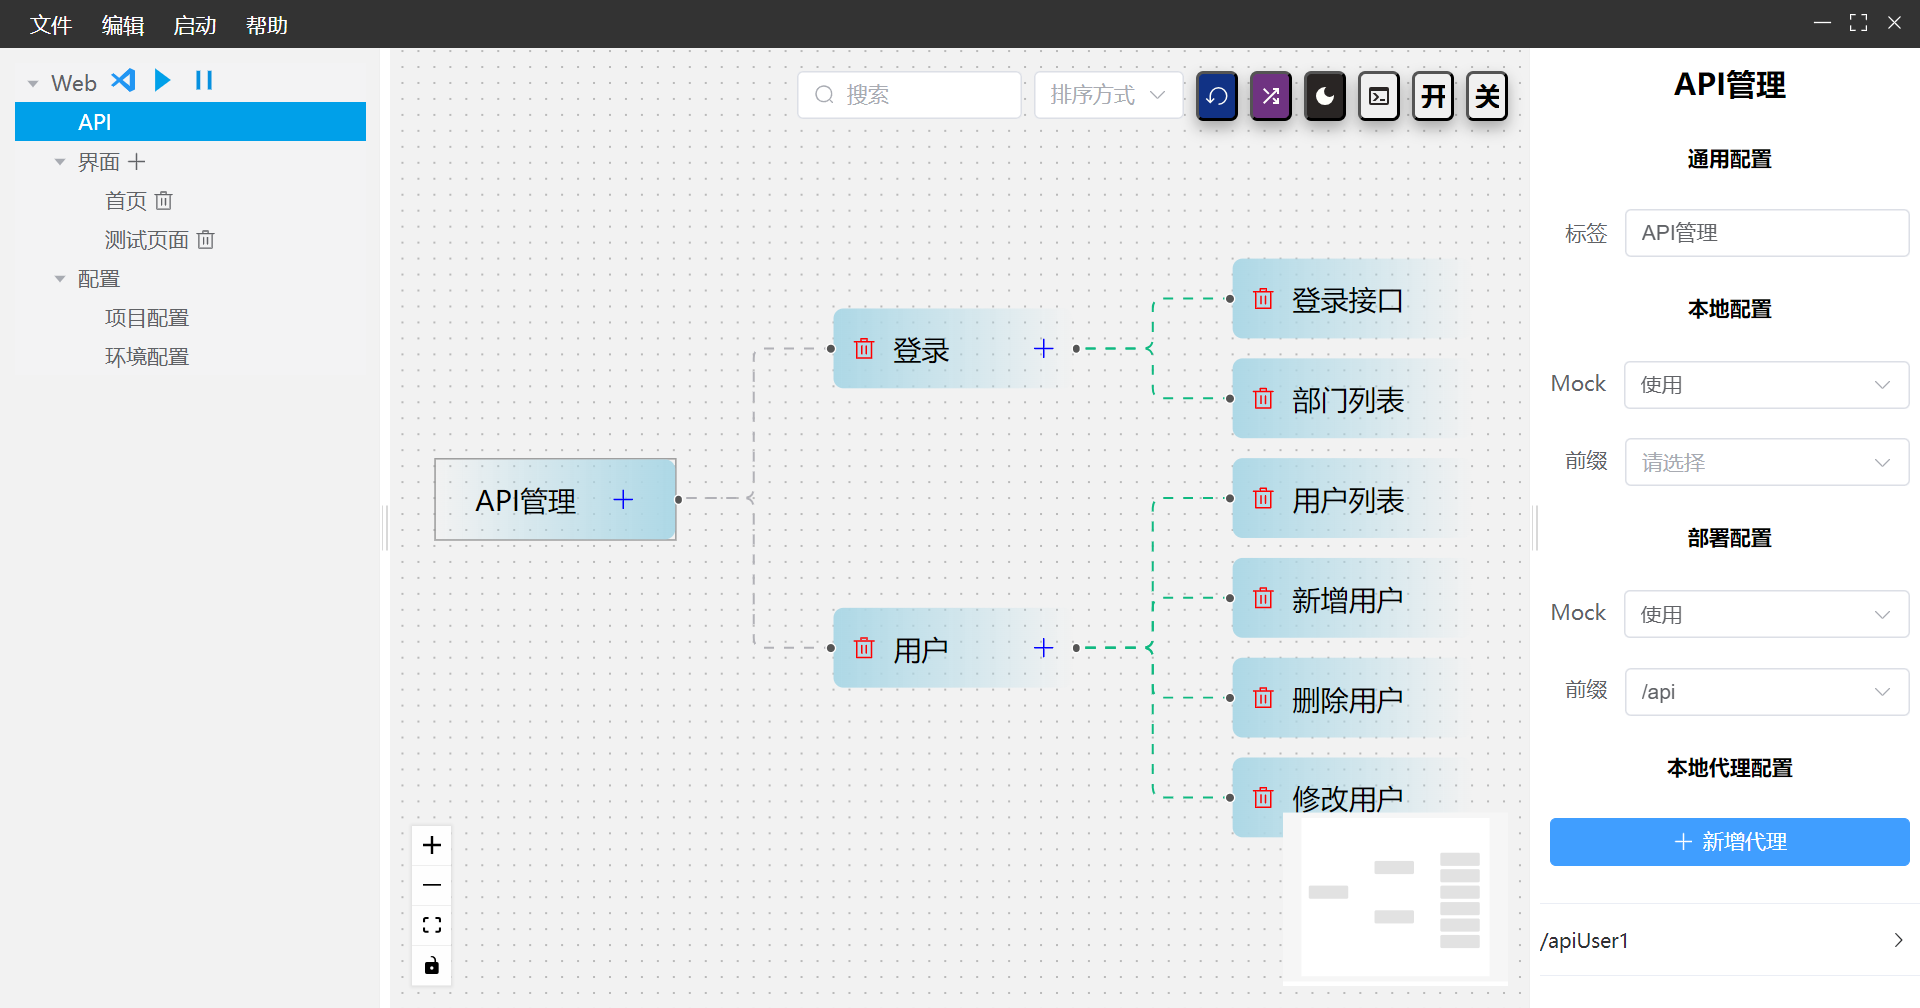 文件 编辑 启动 帮助
Web
API
界面
首页
测试页面
配置
项目配置
环境配置
搜索
排序方式
开
关
API管理
登录
用户
登录接口
部门列表
用户列表
新增用户
删除用户
修改用户
API管理
通用配置
标签 API管理
本地配置
Mock 使用
前缀 请选择
部署配置
Mock 使用
前缀 /api
本地代理配置
新增代理
/apiUser1